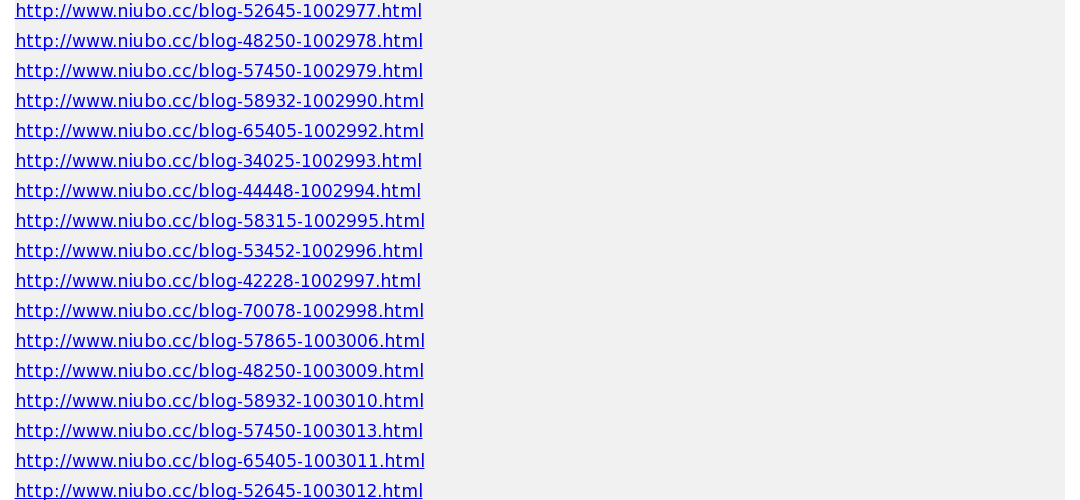 http://www.niubo.cc/blog-52645-1002977.html
http://www.niubo.cc/blog-48250-1002978.html
http://www.niubo.cc/blog-57450-1002979.html
http://www.niubo.cc/blog-58932-1002990.html
http://www.niubo.cc/blog-65405-1002992.html
http://www.niubo.cc/blog-34025-1002993.html
http://www.niubo.cc/blog-44448-1002994.html
http://www.niubo.cc/blog-58315-1002995.html
http://www.niubo.cc/blog-53452-1002996.html
http://www.niubo.cc/blog-42228-1002997.html
http://www.niubo.cc/blog-70078-1002998.html
http://www.niubo.cc/blog-57865-1003006.html
http://www.niubo.cc/blog-48250-1003009.html
http://www.niubo.cc/blog-58932-1003010.html
http://www.niubo.cc/blog-57450-1003013.html
http://www.niubo.cc/blog-65405-1003011.html
http://www.niubo.cc/blog-52645-1003012.html